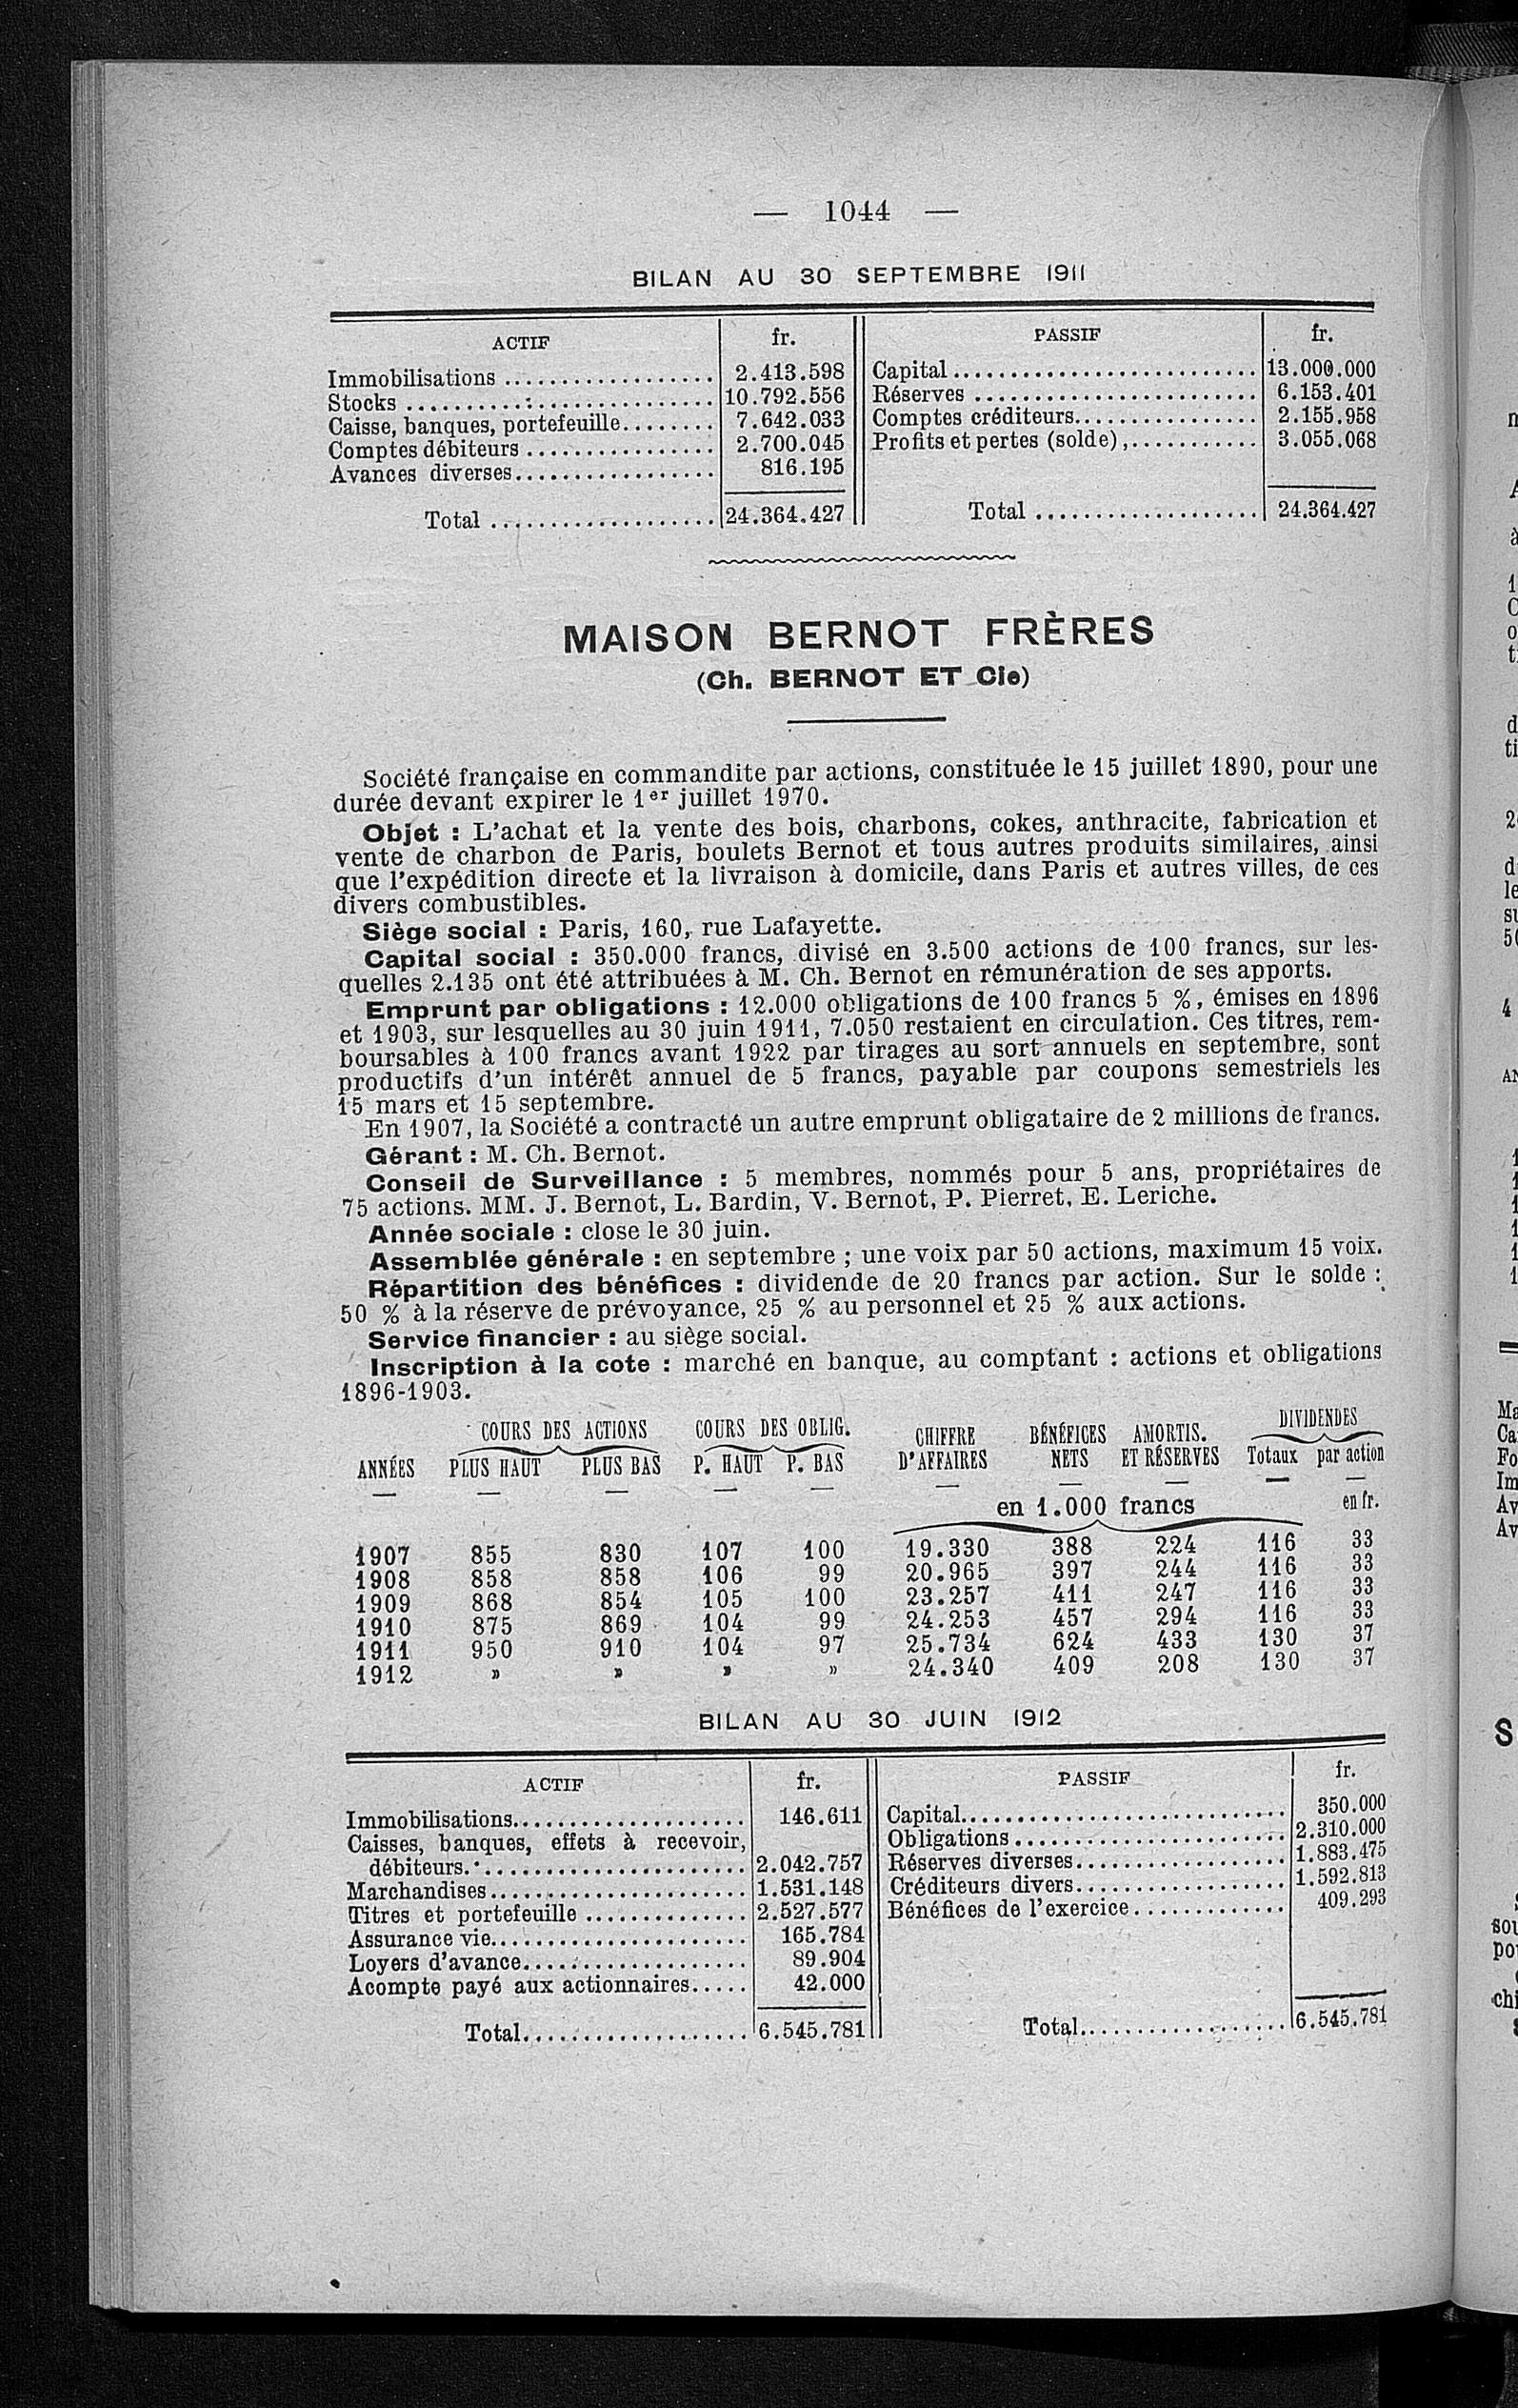 — 1044 —
BILAN AU 30 SEPTEMBRE 1911
ACTIF fr. PASSIF fr.
Immobilisations .................. 2.413.598 Capital .......................... 13.000.000
Stocks .......................... 10.792.556 Réserves ........................ 6.153.401
Caisse, banques, portefeuille........ 7.642.033 Comptes créditeurs................ 2.155.958
Comptes débiteurs ................ 2.700.045 Profits et pertes (solde),........... 3.055.068
Avances diverses................. 816.195
Total ................... 24.364.427 Total ................... 24.364.427
MAISON BERNOT FRÈRES
(Ch. BERNOT ET Cie)
Société française en commandite par actions, constituée le 15 juillet 1890, pour une
durée devant expirer le 1er juillet 1970.
Objet : L'achat et la vente des bois, charbons, cokes, anthracite, fabrication et
vente de charbon de Paris, boulets Bernot et tous autres produits similaires, ainsi
que l'expédition directe et la livraison à domicile, dans Paris et autres villes, de ces
divers combustibles.
Siège social : Paris, 160, rue Lafayette.
Capital social : 350.000 francs, divisé en 3.500 actions de 100 francs, sur les-
quelles 2.135 ont été attribuées à M. Ch. Bernot en rémunération de ses apports.
Emprunt par obligations : 12.000 obligations de 100 francs 5 %, émises en 1896
et 1903, sur lesquelles au 30 juin 1911, 7.050 restaient en circulation. Ces titres, rem-
boursables à 100 francs avant 1922 par tirages au sort annuels en septembre, sont
productifs d'un intérêt annuel de 5 francs, payable par coupons semestriels les
15 mars et 15 septembre.
En 1907, la Société a contracté un autre emprunt obligataire de 2 millions de francs.
Gérant : M. Ch. Bernot.
Conseil de Surveillance : 5 membres, nommés pour 5 ans, propriétaires de
75 actions. MM. J. Bernot, L. Bardin, V. Bernot, P. Pierret, E. Leriche.
Année sociale : close le 30 juin.
Assemblée générale : en septembre ; une voix par 50 actions, maximum 15 voix.
Répartition des bénéfices : dividende de 20 francs par action. Sur le solde :
50 % à la réserve de prévoyance, 25 % au personnel et 25 % aux actions.
Service financier : au siège social.
Inscription à la cote : marché en banque, au comptant : actions et obligations
1896-1903.
COURS DES ACTIONS COURS DES OBLIG. CHIFFRE BÉNÉFICES AMORTIS. DIVIDENDES
ANNÉES PLUS HAUT PLUS BAS P. HAUT P. BAS D'AFFAIRES NETS ET RÉSERVES Totaux par action
en 1.000 francs en fr.
1907 855 830 107 100 19.330 388 224 116 33
1908 858 858 106 99 20.965 397 244 116 33
1909 868 854 105 100 23.257 411 247 116 33
1910 875 869 104 99 24.253 457 294 116 33
1911 950 910 104 97 25.734 624 433 130 37
1912 » » » » 24.340 409 208 130 37
BILAN AU 30 JUIN 1912
ACTIF fr. PASSIF fr.
Immobilisations.................... 146.611 Capital............................ 350.000
Caisses, banques, effets à recevoir, Obligations........................ 2.310.000
débiteurs........................ 2.042.757 Réserves diverses................... 1.883.475
Marchandises...................... 1.531.148 Créditeurs divers................... 1.592.813
Titres et portefeuille .............. 2.527.577 Bénéfices de l'exercice............. 409.293
Assurance vie...................... 165.784
Loyers d'avance.................... 89.904
Acompte payé aux actionnaires..... 42.000
Total.................... 6.545.781 Total.................. 6.545.781